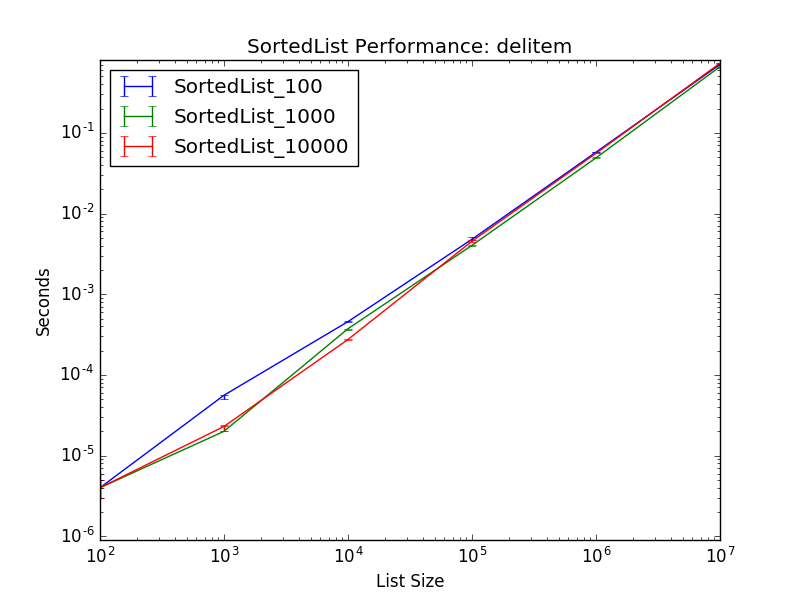 SortedList Performance: delitem
SortedList_100
SortedList_1000
SortedList_10000
Seconds
10^-1
10^-2
10^-3
10^-4
10^-5
10^-6
10^2 10^3 10^4 10^5 10^6 10^7
List Size